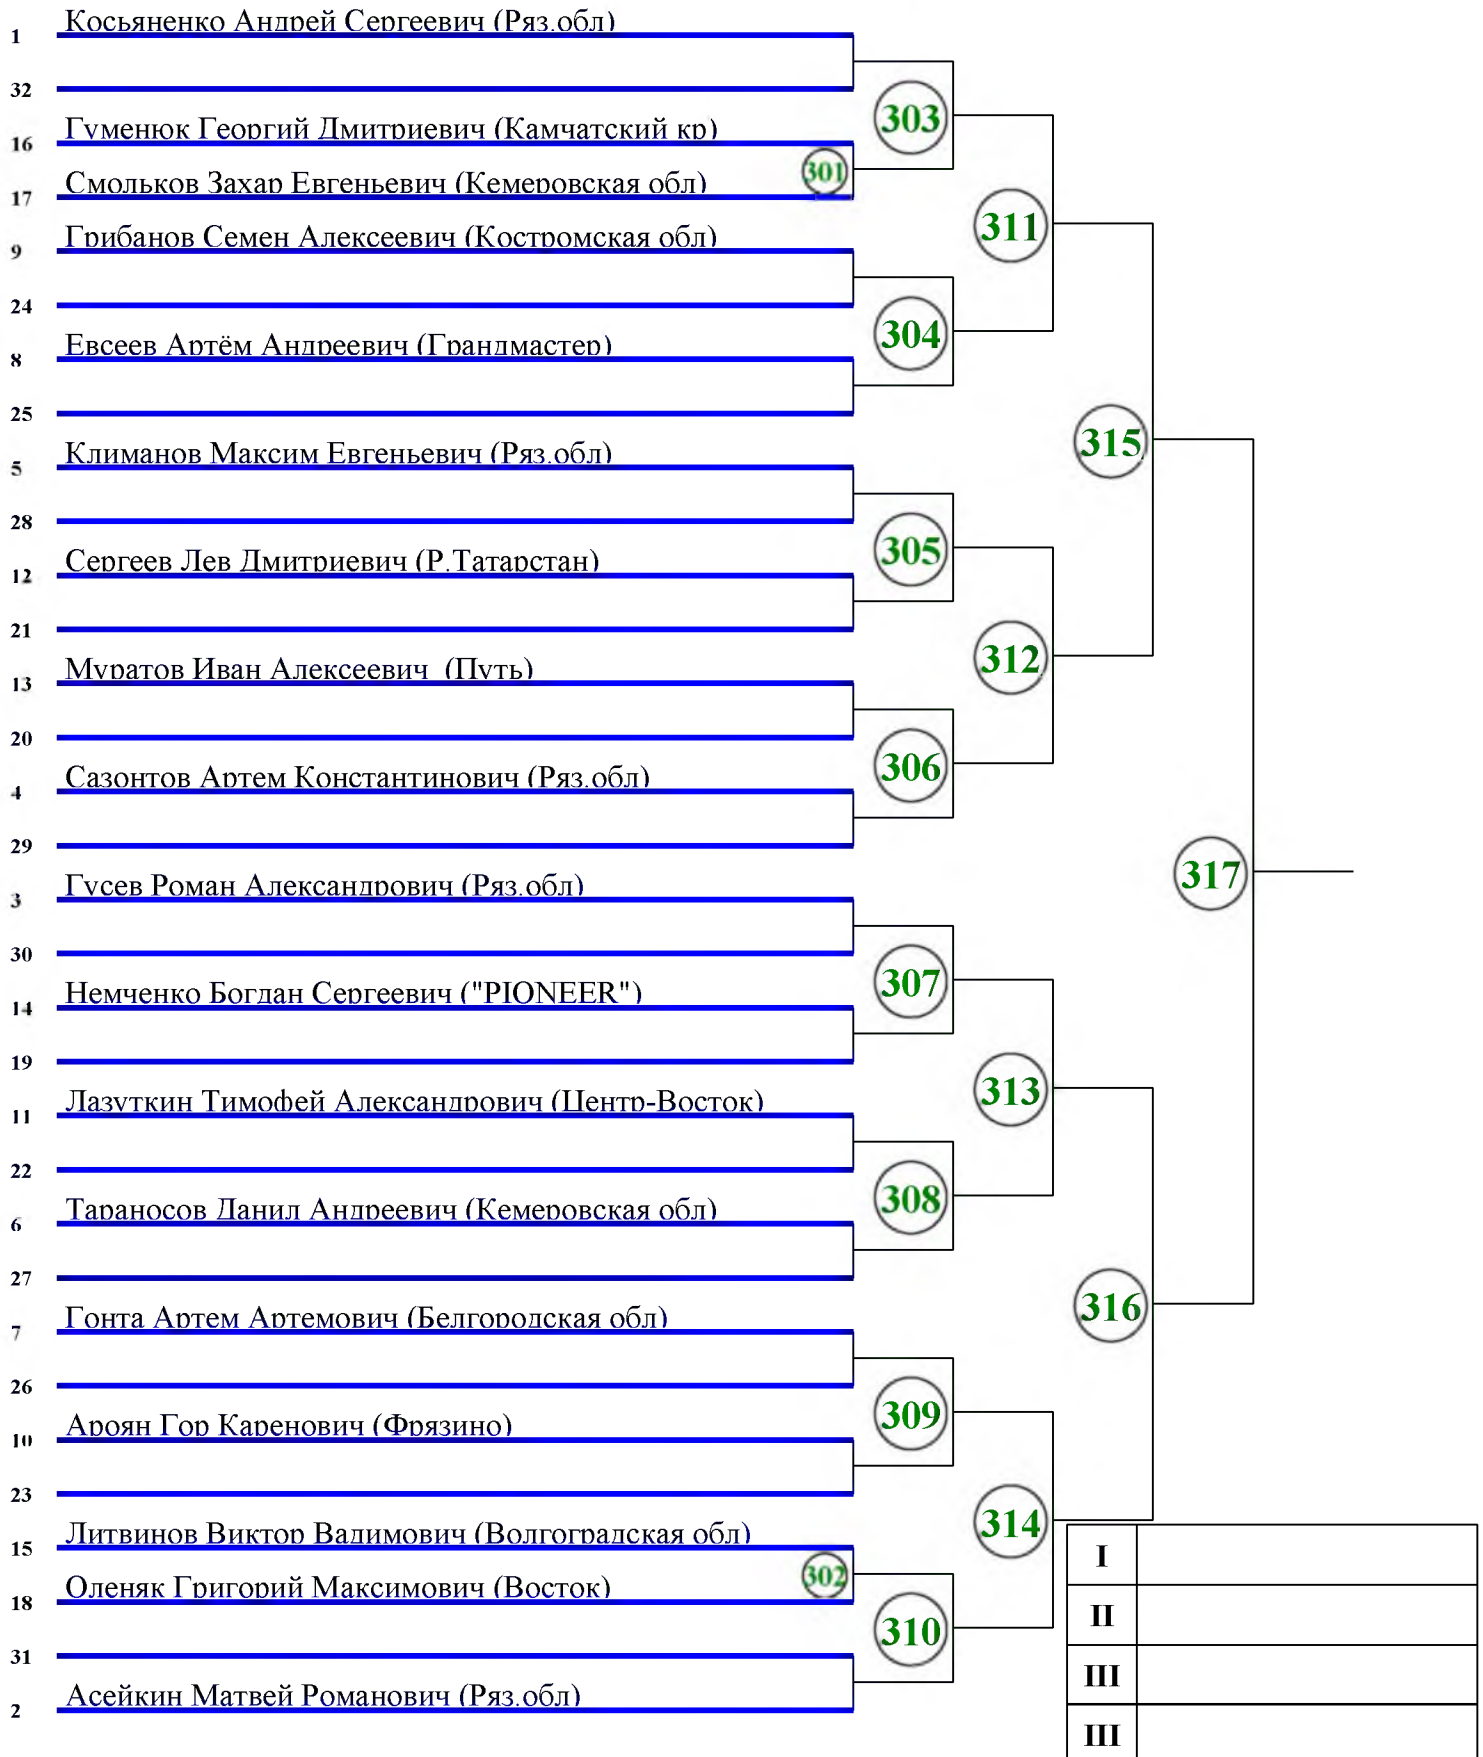 1 Косьяненко Андрей Сергеевич (Ряз.обл)
32
303
16 Гуменюк Георгий Дмитриевич (Камчатский кр)
301
17 Смольков Захар Евгеньевич (Кемеровская обл)
311
9 Грибанов Семен Алексеевич (Костромская обл)
24
304
8 Евсеев Артём Андреевич (Грандмастер)
25
315
5 Климанов Максим Евгеньевич (Ряз.обл)
28
305
12 Сергеев Лев Дмитриевич (Р.Татарстан)
21
312
13 Муратов Иван Алексеевич (Путь)
20
306
4 Сазонтов Артем Константинович (Ряз.обл)
29
317
3 Гусев Роман Александрович (Ряз.обл)
30
307
14 Немченко Богдан Сергеевич ("PIONEER")
19
313
11 Лазуткин Тимофей Александрович (Центр-Восток)
22
308
6 Тараносов Данил Андреевич (Кемеровская обл)
27
316
7 Гонта Артем Артемович (Белгородская обл)
26
309
10 Ароян Гор Каренович (Фрязино)
23
314
15 Литвинов Виктор Вадимович (Волгоградская обл)
302
18 Оленяк Григорий Максимович (Восток)
310
31
2 Асейкин Матвей Романович (Ряз.обл)
I
II
III
III